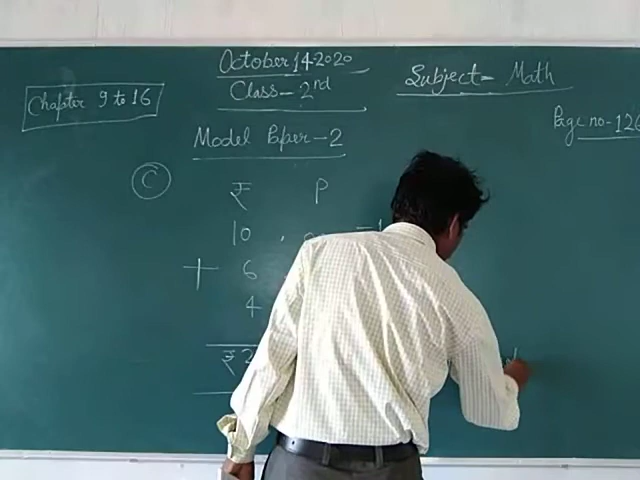 October 14-2020
Subject- Math
Class-2nd
Chapter 9 to 16
Page no-126
Model Paper-2
C
₹ P
10 .
+ 6
4
₹ 2